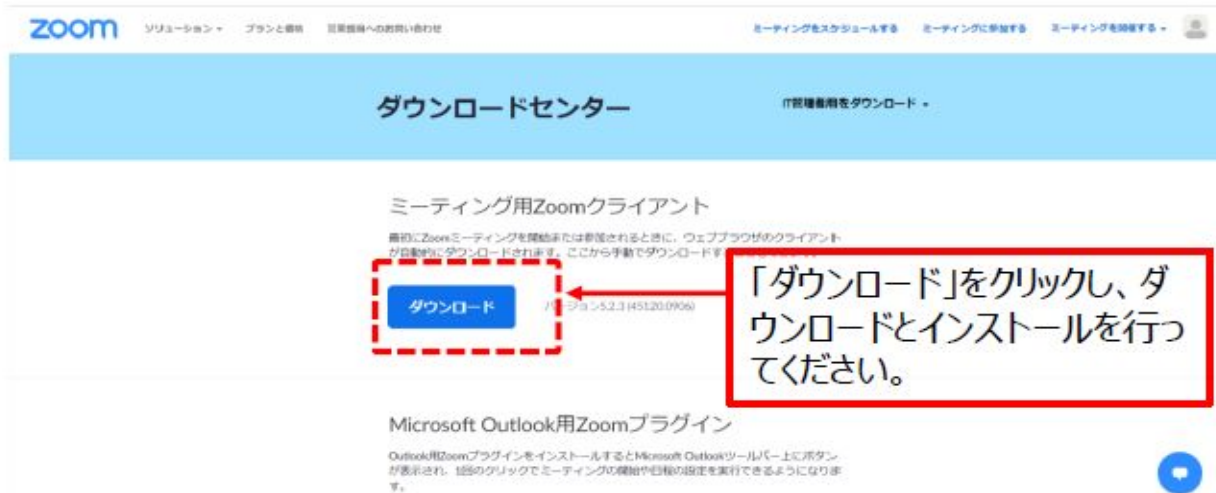 zoom ソリューション プランと価格 営業担当へのお問い合わせ ミーティングをスケジュールする ミーティングに参加する ミーティングを開催する
ダウンロードセンター IT管理者用をダウンロード
ミーティング用Zoomクライアント
最初にZoomミーティングを開始または参加されるときに、ウェブブラウザのクライアント
が自動的にダウンロードされます。ここから手動でダウンロードす
ダウンロード バージョン5.2.3 (45120.0906)
「ダウンロード」をクリックし、ダ
ウンロードとインストールを行っ
てください。
Microsoft Outlook用Zoomプラグイン
Outlook用ZoomプラグインをインストールするとMicrosoft Outlookツールバー上にボタン
が表示され、1回のクリックでミーティングの開始や日程の設定を実行できるようになりま
す。